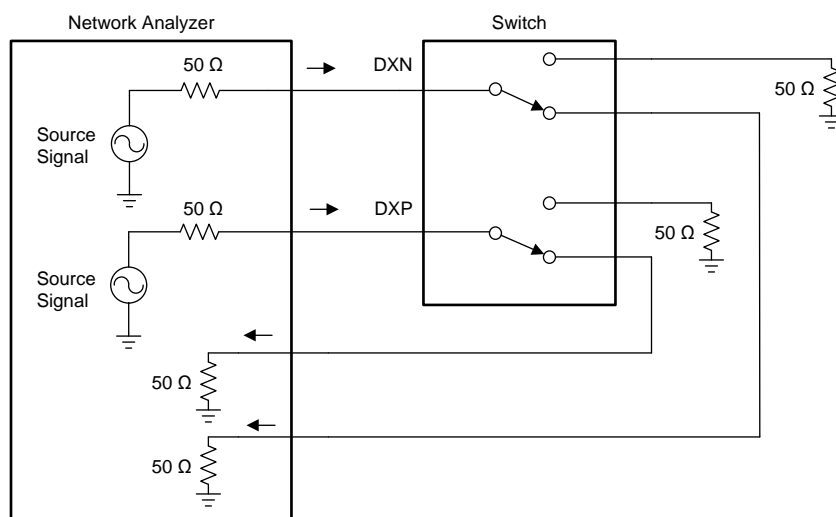 Network Analyzer
Switch
50 Ω
DXN
50 Ω
Source
Signal
50 Ω
DXP
50 Ω
Source
Signal
50 Ω
50 Ω